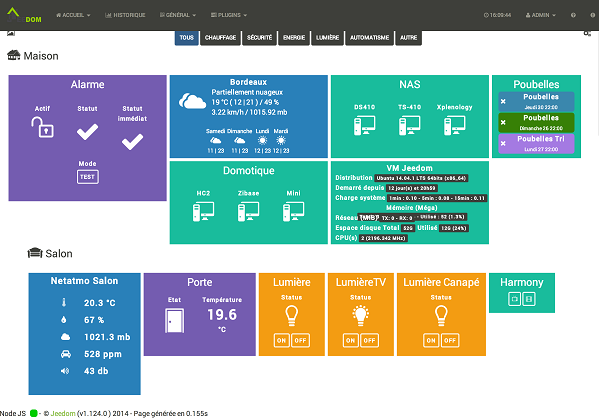 DOM ACCUEIL HISTORIQUE GÉNÉRAL PLUGINS 16:09:44 ADMIN
TOUS CHAUFFAGE SÉCURITÉ ENERGIE LUMIÈRE AUTOMATISME AUTRE
Maison
Alarme
Actif Statut Statut immédiat
Mode
TEST
Bordeaux
Partiellement nuageux
19 °C ( 12 | 21 ) / 49 %
3.22 km/h / 1015.92 mb
Samedi Dimanche Lundi Mardi
11 | 23 11 | 23 12 | 23 12 | 23
NAS
DS410 TS-410 Xplenology
Poubelles
Poubelles
Jeudi 30 22:00
Poubelles
Dimanche 26 22:00
Poubelles Tri
Lundi 27 22:00
Domotique
HC2 Zibase Mini
VM Jeedom
Distribution Ubuntu 14.04.1 LTS 64bits (x86_64)
Demarré depuis 12 jour(s) et 20h59
Charge système 1min : 0.10 - 5min : 0.08 - 15min : 0.11
Mémoire (Méga)
Réseau (MiB) TX: 0 - RX: 0 - Utilisé : 52 (1.3%)
Espace disque Total 52G Utilisé 12G (24%)
CPU(s) 2 (2196.342 MHz)
Salon
Netatmo Salon
20.3 °C
67 %
1021.3 mb
528 ppm
43 db
Porte
Etat Température
19.6
°C
Lumière
Status
ON OFF
LumièreTV
Status
ON OFF
Lumière Canapé
Status
ON OFF
Harmony
Node JS - © Jeedom (v1.124.0 ) 2014 - Page générée en 0.155s